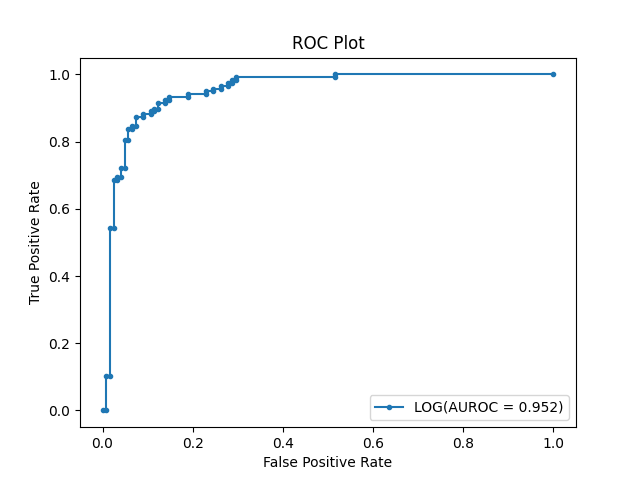 ROC Plot
1.0
0.8
0.6
0.4
0.2
0.0
True Positive Rate
LOG(AUROC = 0.952)
0.0 0.2 0.4 0.6 0.8 1.0
False Positive Rate